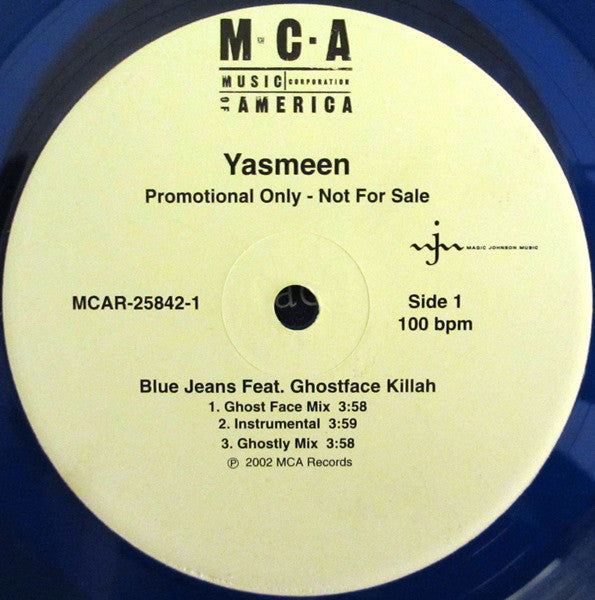 M·C·A
MUSIC CORPORATION
OF AMERICA
Yasmeen
Promotional Only - Not For Sale
njm MAGIC JOHNSON MUSIC
MCAR-25842-1
Side 1
100 bpm
Blue Jeans Feat. Ghostface Killah
1. Ghost Face Mix 3:58
2. Instrumental 3:59
3. Ghostly Mix 3:58
℗ 2002 MCA Records